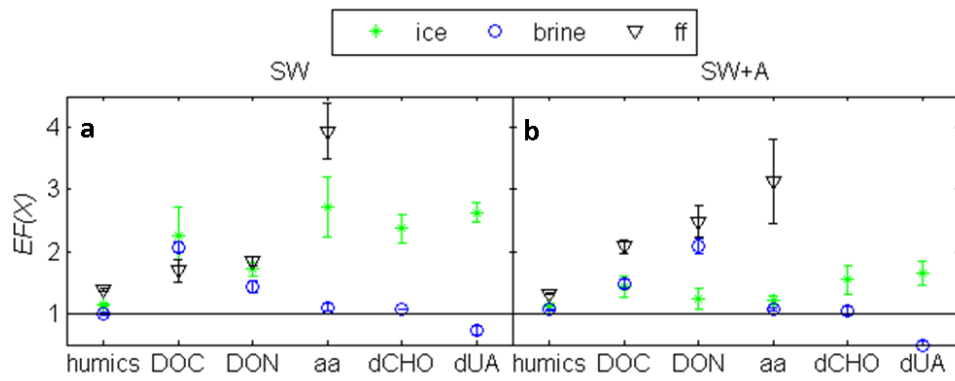 ice brine ff
SW SW+A
a b
EF(X)
4
3
2
1
humics DOC DON aa dCHO dUA humics DOC DON aa dCHO dUA